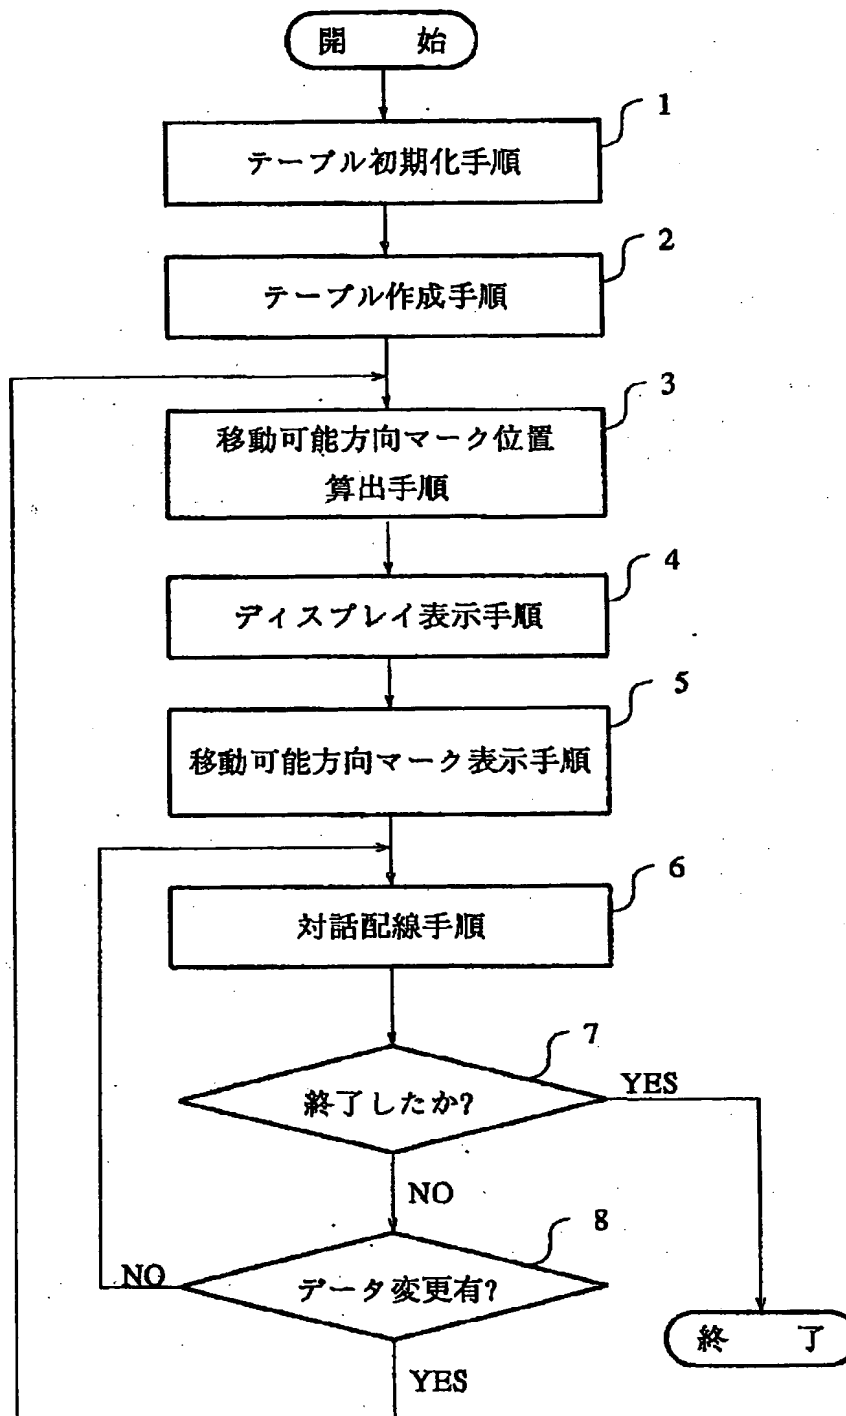 開 始
1
テーブル初期化手順
2
テーブル作成手順
3
移動可能方向マーク位置
算出手順
4
ディスプレイ表示手順
5
移動可能方向マーク表示手順
6
対話配線手順
7
終了したか?
YES
NO
8
データ変更有?
NO
YES
終 了